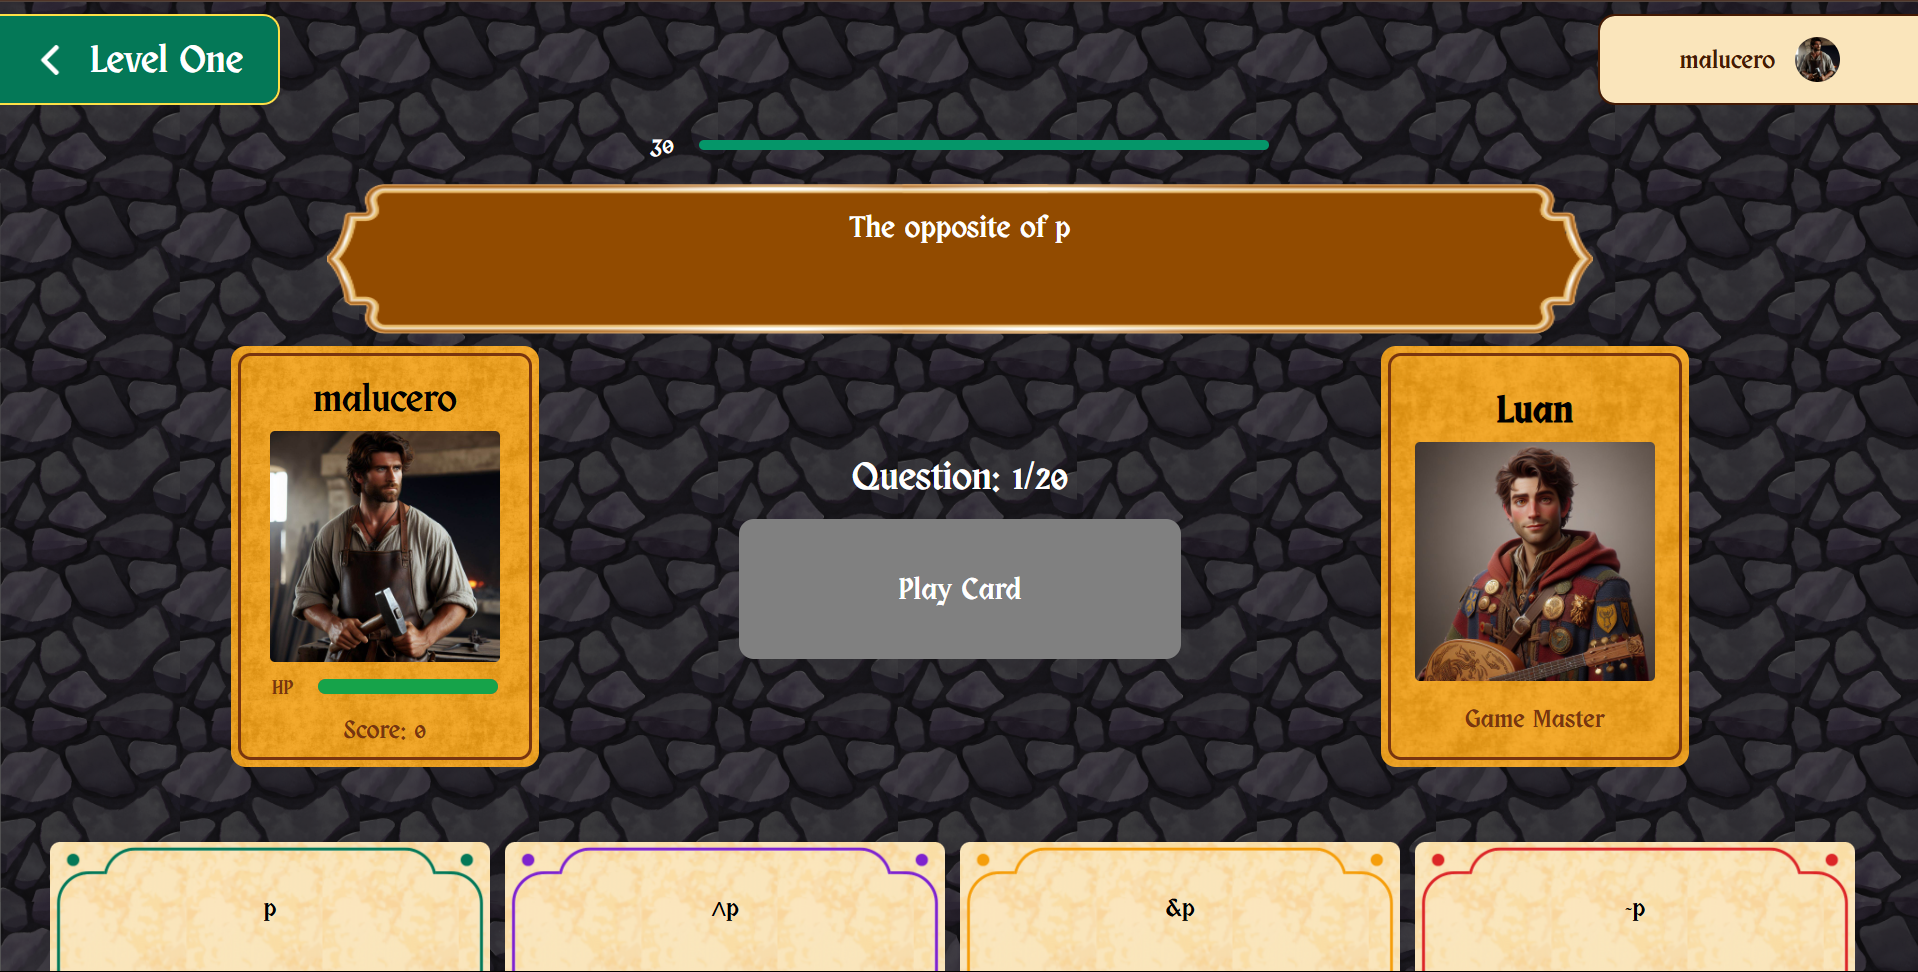 Level One
malucero
30
The opposite of p
malucero
Luan
Question: 1/20
Play Card
HP
Score: 0
Game Master
p
^p
&p
~p